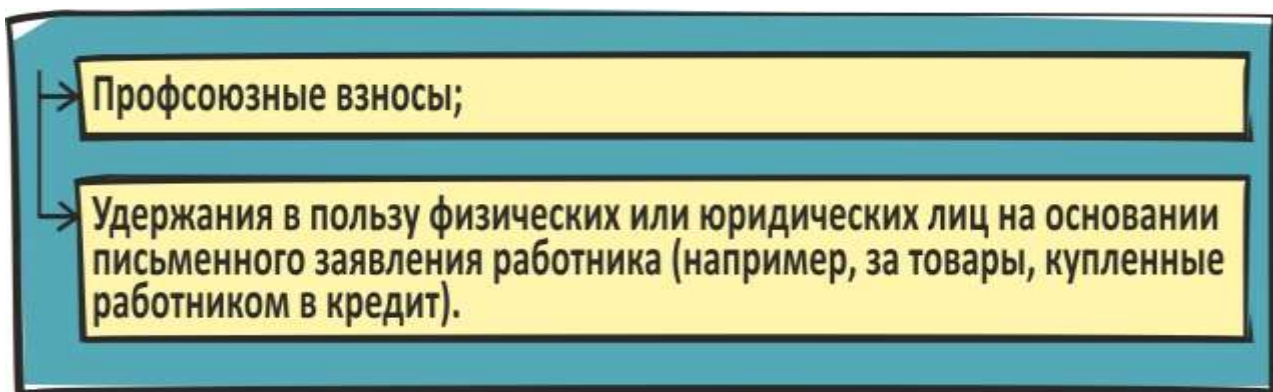 Профсоюзные взносы;
Удержания в пользу физических или юридических лиц на основании
письменного заявления работника (например, за товары, купленные
работником в кредит).